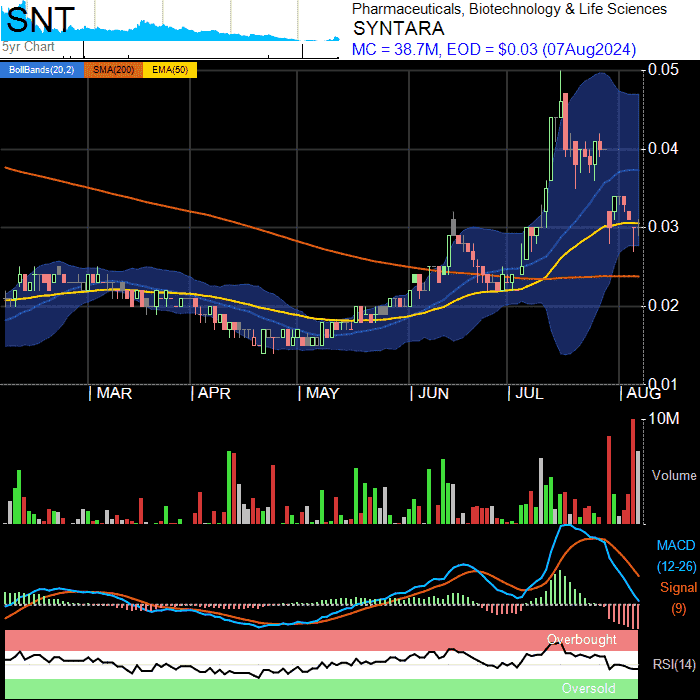 SNT
5yr Chart
Pharmaceuticals, Biotechnology & Life Sciences
SYNTARA
MC = 38.7M, EOD = $0.03 (07Aug2024)
BollBands(20,2) SMA(200) EMA(50)
0.05
0.04
0.03
0.02
0.01
MAR APR MAY JUN JUL AUG
10M
Volume
MACD
(12-26)
Signal
(9)
Overbought
RSI(14)
Oversold